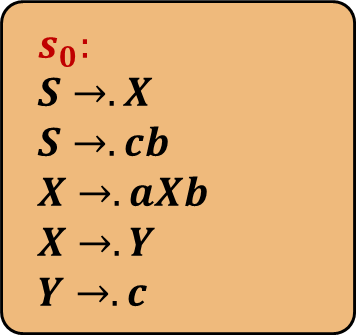 s₀:
S →. X
S →. cb
X →. aXb
X →. Y
Y →. c